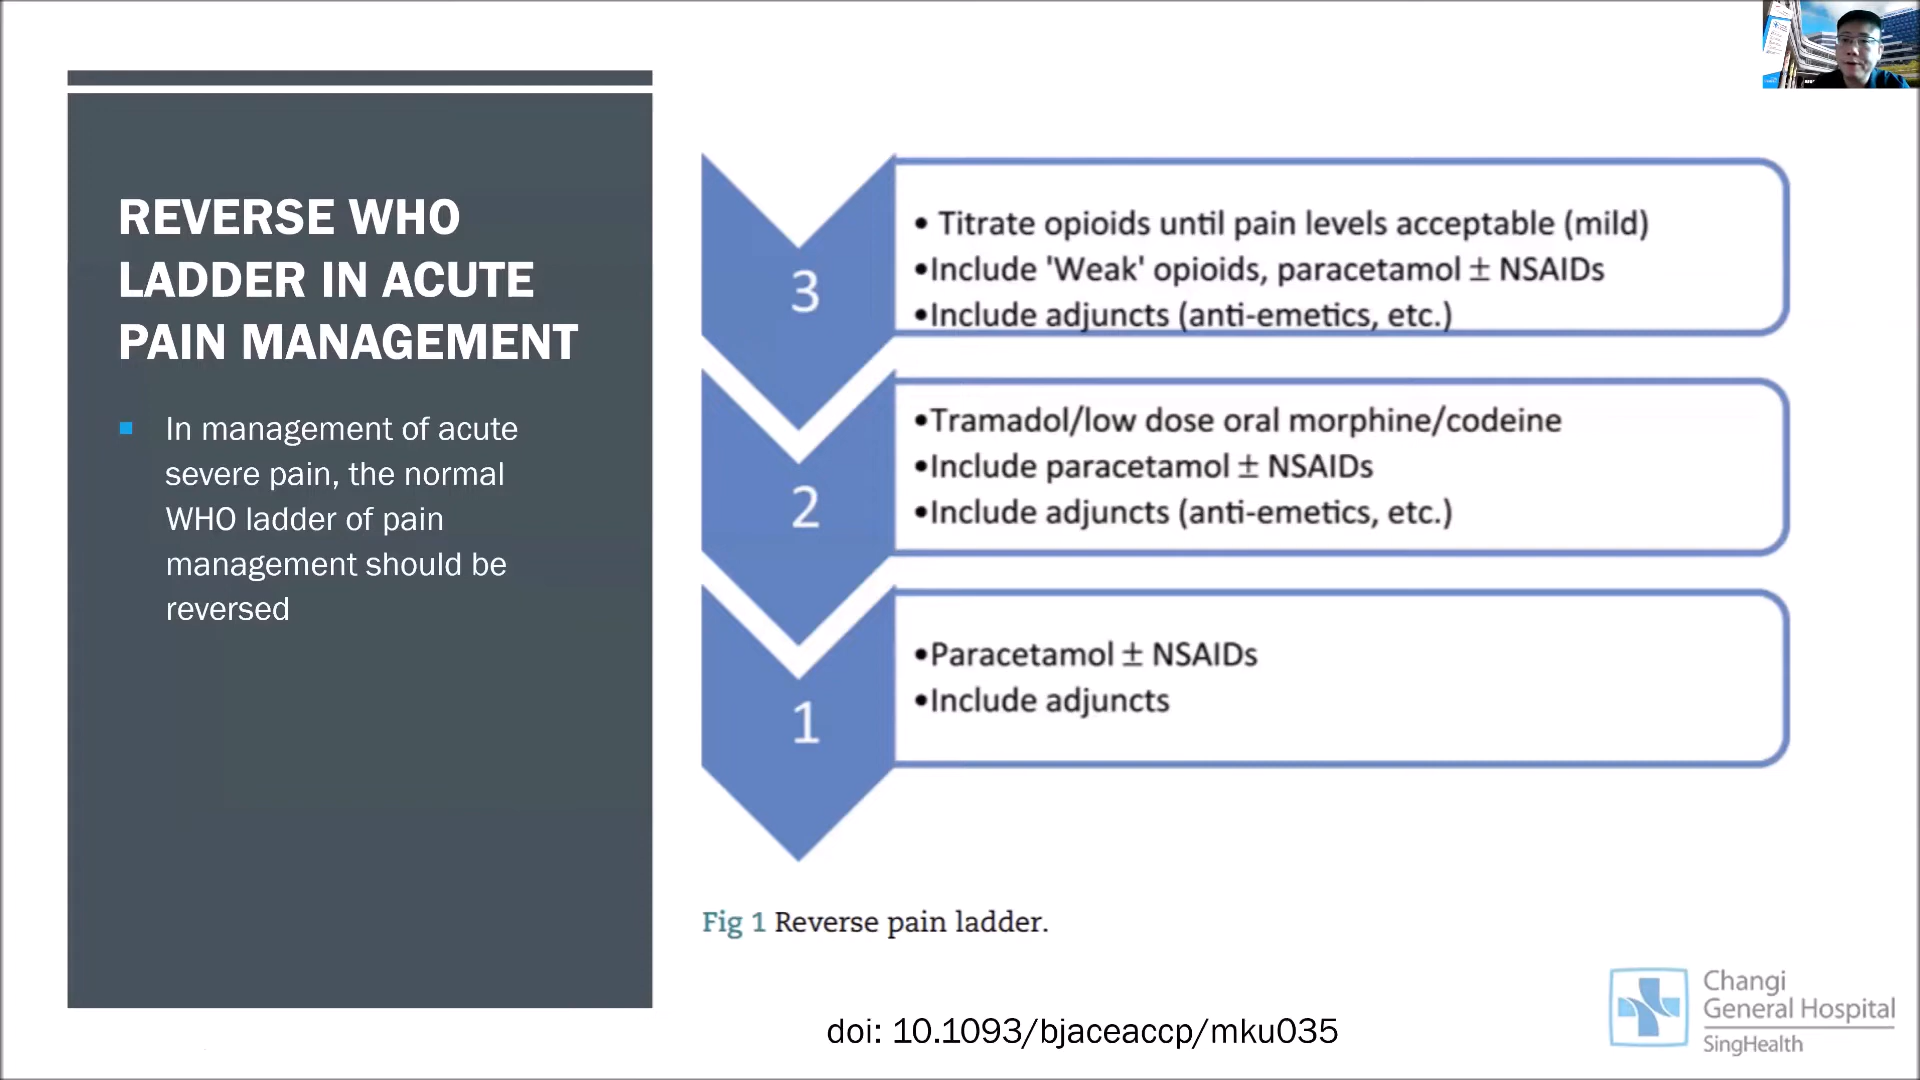 REVERSE WHO
LADDER IN ACUTE
PAIN MANAGEMENT
In management of acute
severe pain, the normal
WHO ladder of pain
management should be
reversed
3
• Titrate opioids until pain levels acceptable (mild)
•Include 'Weak' opioids, paracetamol ± NSAIDs
•Include adjuncts (anti-emetics, etc.)
2
•Tramadol/low dose oral morphine/codeine
•Include paracetamol ± NSAIDs
•Include adjuncts (anti-emetics, etc.)
1
•Paracetamol ± NSAIDs
•Include adjuncts
Fig 1 Reverse pain ladder.
doi: 10.1093/bjaceaccp/mku035
Changi
General Hospital
SingHealth